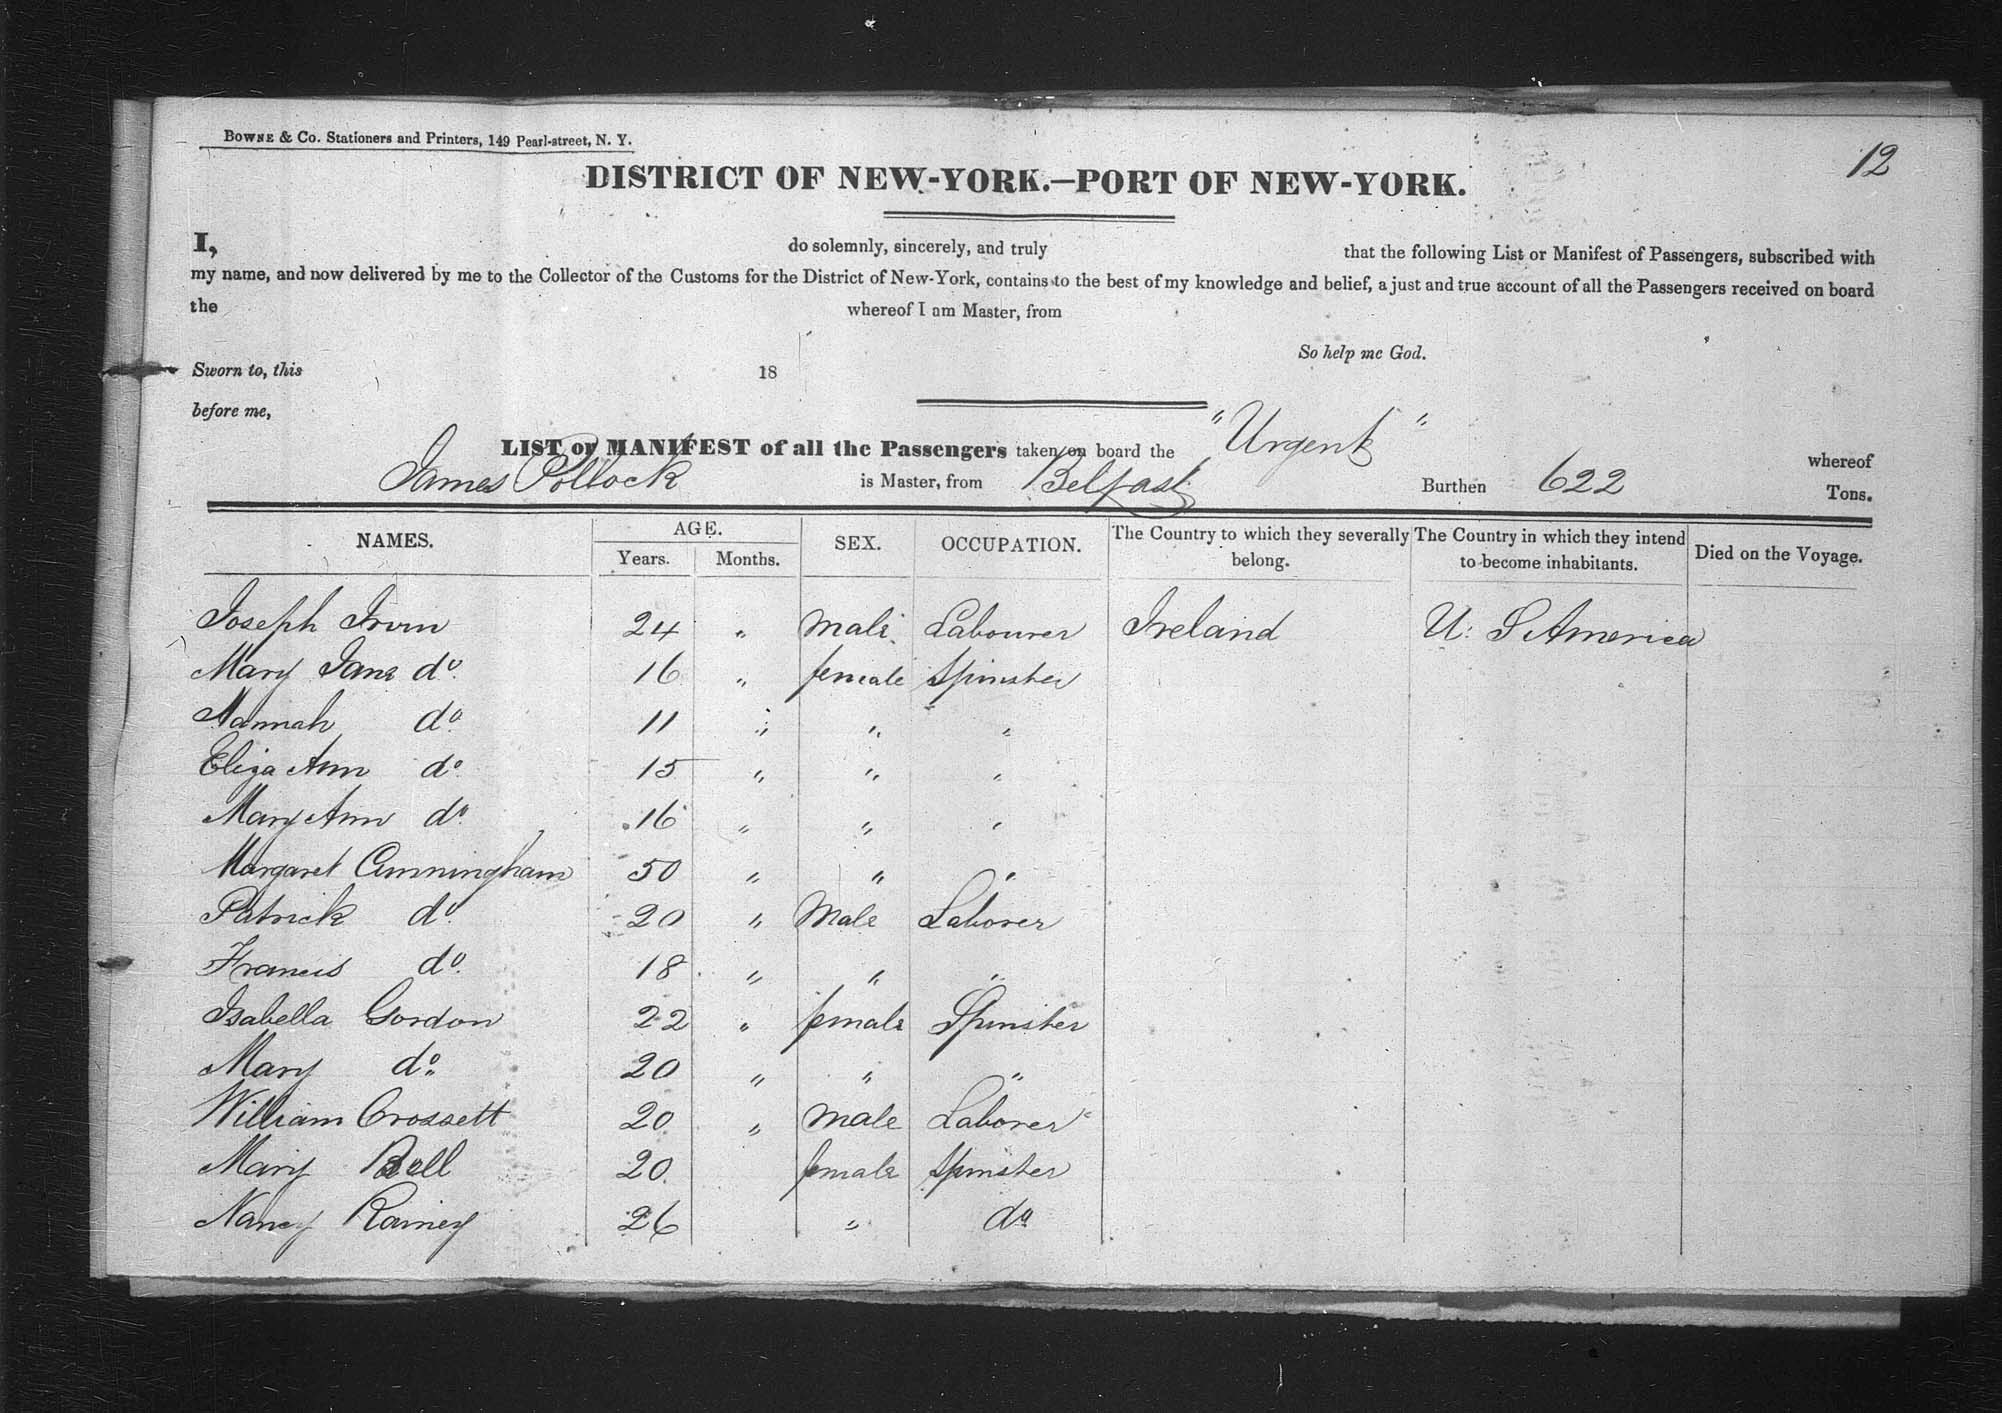 BOWNE & CO. Stationers and Printers, 149 Pearl-street, N. Y.
12
DISTRICT OF NEW-YORK.—PORT OF NEW-YORK.
I, do solemnly, sincerely, and truly that the following List or Manifest of Passengers, subscribed with
my name, and now delivered by me to the Collector of the Customs for the District of New-York, contains to the best of my knowledge and belief, a just and true account of all the Passengers received on board
the whereof I am Master, from
So help me God.
Sworn to, this 18
before me,
LIST or MANIFEST of all the Passengers taken on board the "Urgent" whereof
James Pollock is Master, from Belfast Burthen 622 Tons.
NAMES. AGE. SEX. OCCUPATION. The Country to which they severally belong. The Country in which they intend to become inhabitants. Died on the Voyage.
Years. Months.
Joseph Irvin 24 " Male Labourer Ireland U: S America
Mary Jane do. 16 " female Spinster
Hannah do. 11 " " "
Eliza Ann do. 15 " " "
Mary Ann do. 16 " " "
Margaret Cunningham 50 " " "
Patrick do. 20 " Male Laborer
Francis do. 18 " " "
Isabella Gordon 22 " female Spinster
Mary do. 20 " " "
William Crossett 20 " Male Laborer
Mary Bell 20 female Spinster
Nancy Rainey 26 " do